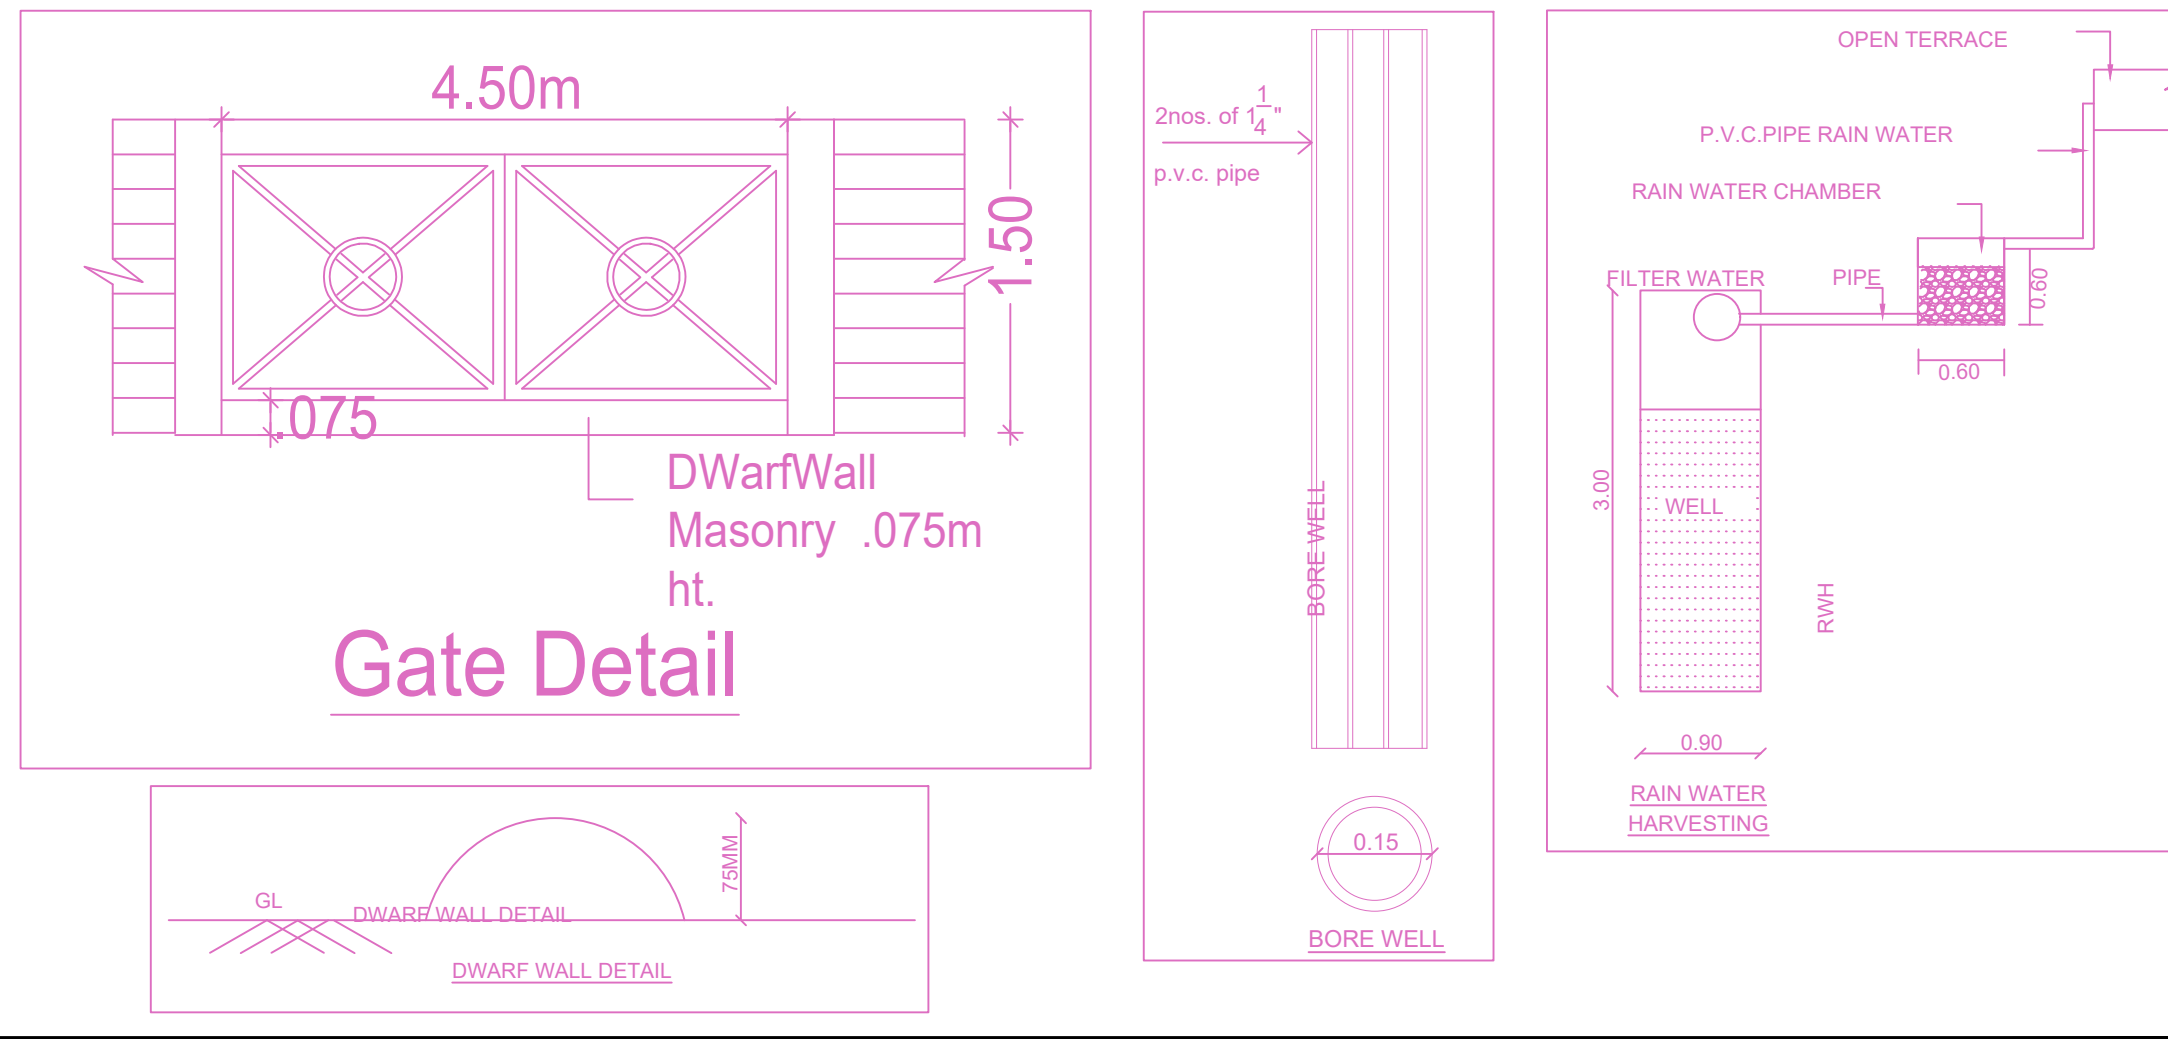 4.50m
1.50
.075
DWarfWall
Masonry .075m
ht.
Gate Detail
GL
DWARF WALL DETAIL
75MM
DWARF WALL DETAIL
2nos. of 1 1/4"
p.v.c. pipe
BORE WELL
0.15
BORE WELL
OPEN TERRACE
P.V.C.PIPE RAIN WATER
RAIN WATER CHAMBER
FILTER WATER
PIPE
0.60
0.60
3.00
WELL
RWH
0.90
RAIN WATER
HARVESTING